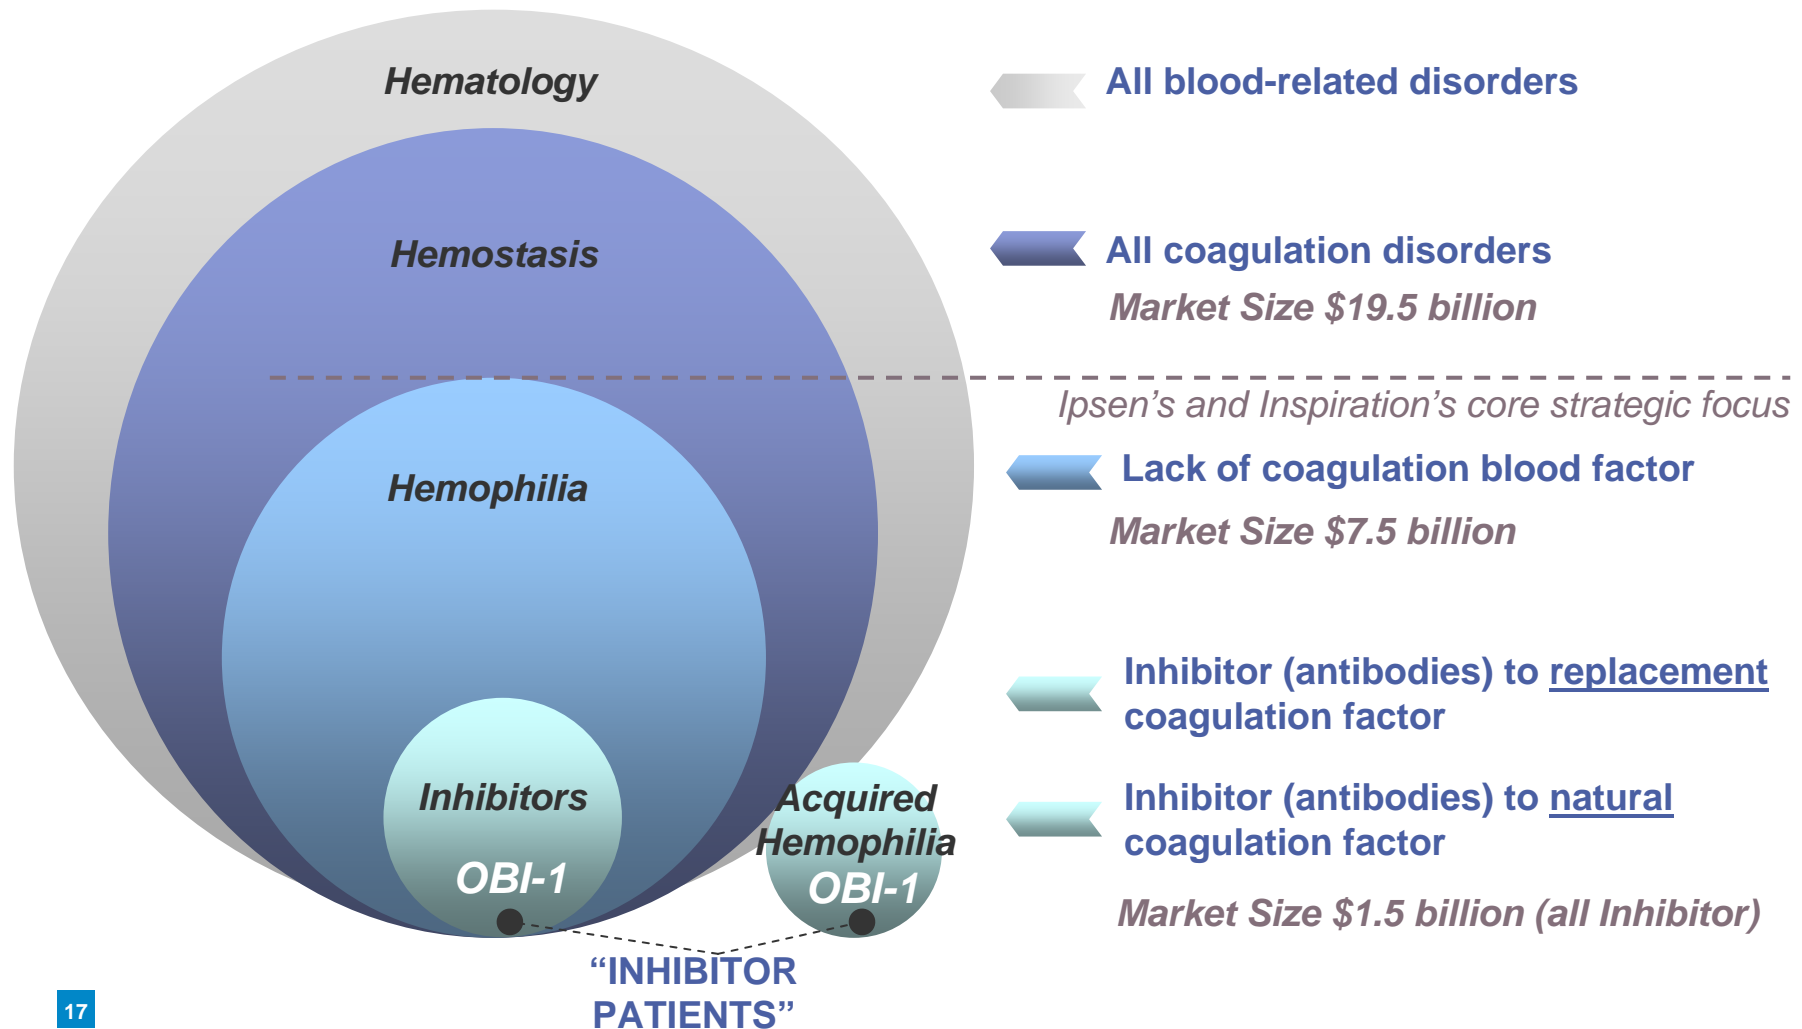 Hematology
All blood-related disorders
Hemostasis
All coagulation disorders
Market Size $19.5 billion
Ipsen’s and Inspiration’s core strategic focus
Hemophilia
Lack of coagulation blood factor
Market Size $7.5 billion
Inhibitor (antibodies) to replacement
coagulation factor
Inhibitors
OBI-1
Acquired
Hemophilia
OBI-1
Inhibitor (antibodies) to natural
coagulation factor
Market Size $1.5 billion (all Inhibitor)
“INHIBITOR
PATIENTS”
17